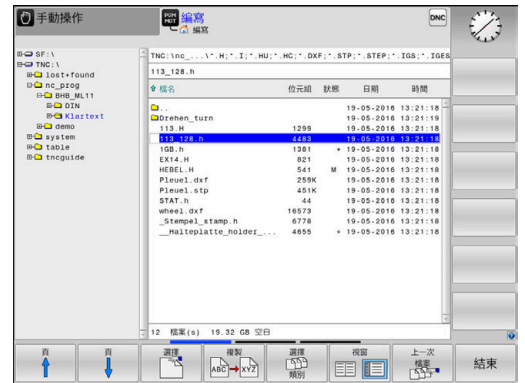 手動操作
PGM
MGT
編寫
編寫
DNC
SF:\
TNC:\
lost+found
nc_prog
BHB_ML11
DIN
Klartext
demo
system
table
tncguide
TNC:\nc_...\*.H;*.I;*.HU;*.HC;*.DXF;*.STP;*.STEP;*.IGS;*.IGES
113_128.h
檔名 位元組 狀態 日期 時間
.. 19-05-2016 13:21:18
Drehen_turn 19-05-2016 13:21:19
113.H 1299 19-05-2016 13:21:18
113_128.h 4483 19-05-2016 13:21:18
1GB.h 1381 + 19-05-2016 13:21:18
EX14.H 821 19-05-2016 13:21:18
HEBEL.H 541 M 19-05-2016 13:21:18
Pleuel.dxf 259K 19-05-2016 13:21:18
Pleuel.stp 451K 19-05-2016 13:21:18
STAT.h 44 19-05-2016 13:21:18
wheel.dxf 16573 19-05-2016 13:21:18
_Stempel_stamp.h 6778 19-05-2016 13:21:18
__Halteplatte_holder_... 4655 + 19-05-2016 13:21:18
12 檔案(s) 19.32 GB 空白
頁
頁
選擇
複製
ABC→XYZ
選擇
類別
視窗
上一次
檔案
結束